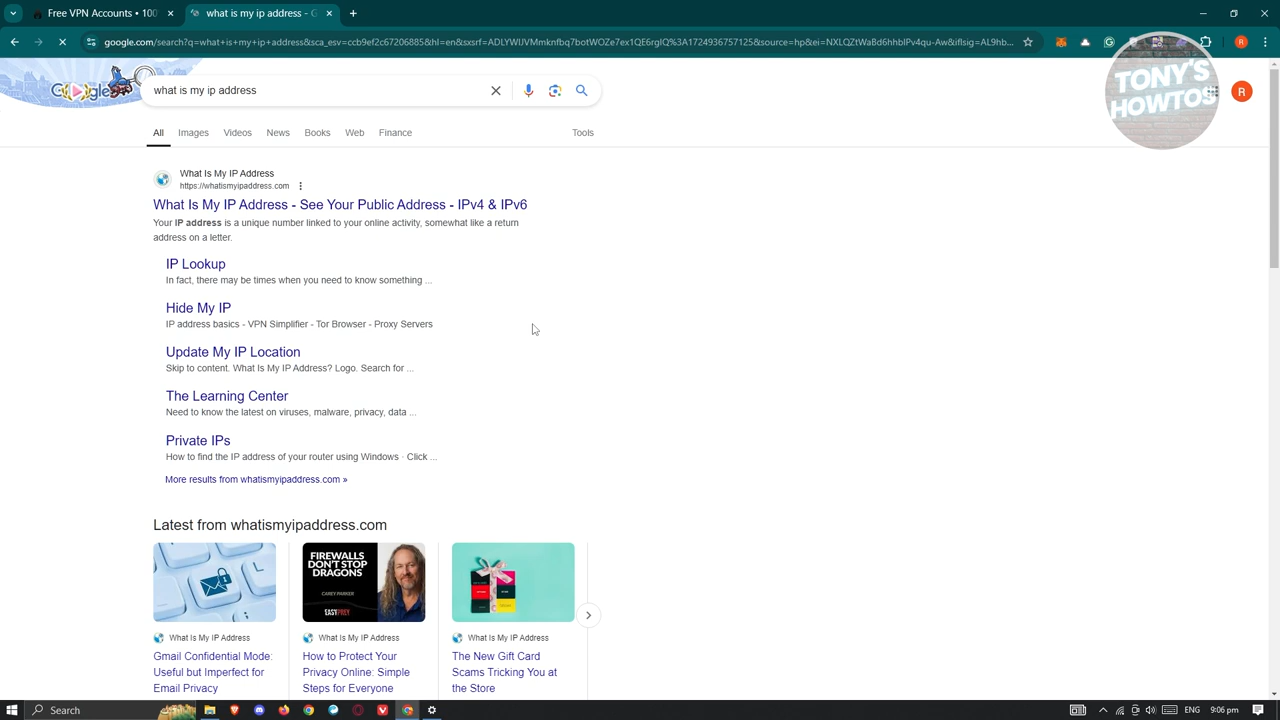 Free VPN Accounts • 100
what is my ip address - G
google.com/search?q=what+is+my+ip+address&sca_esv=ccb9ef2c67206885&hl=en&sxsrf=
Google
what is my ip address
TONY'S
HOWTOS
R
All Images Videos News Books Web Finance Tools
What Is My IP Address
https://whatismyipaddress.com
What Is My IP Address - See Your Public Address - IPv4 & IPv6
Your IP address is a unique number linked to your online activity, somewhat like a return
address on a letter.
IP Lookup
In fact, there may be times when you need to know something ...
Hide My IP
IP address basics - VPN Simplifier - Tor Browser - Proxy Servers
Update My IP Location
Skip to content. What Is My IP Address? Logo. Search for ...
The Learning Center
Need to know the latest on viruses, malware, privacy, data ...
Private IPs
How to find the IP address of your router using Windows · Click ...
More results from whatismyipaddress.com »
Latest from whatismyipaddress.com
FIREWALLS
DON'T STOP
DRAGONS
CAREY PARKER
EASYPREY
What Is My IP Address
What Is My IP Address
What Is My IP Address
Gmail Confidential Mode:
Useful but Imperfect for
Email Privacy
How to Protect Your
Privacy Online: Simple
Steps for Everyone
The New Gift Card
Scams Tricking You at
the Store
Search
ENG 9:06 pm